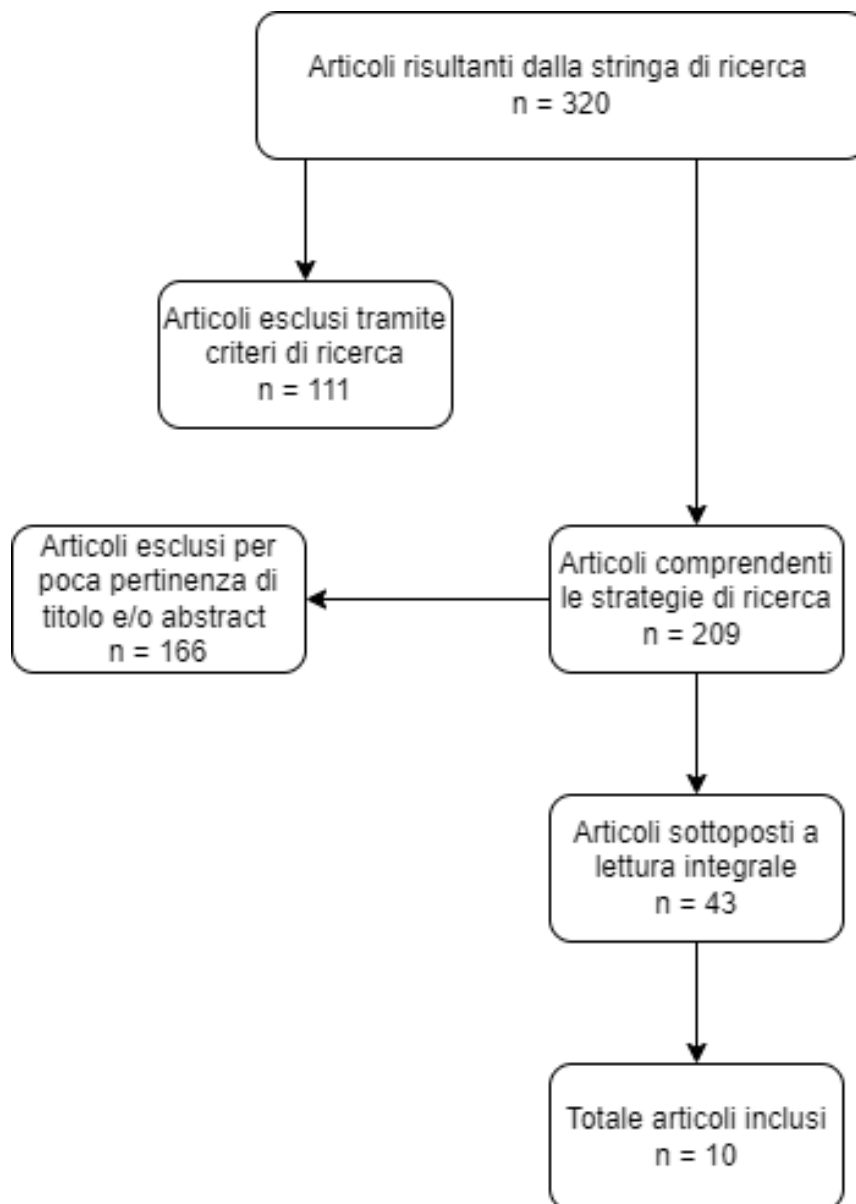 Articoli risultanti dalla stringa di ricerca
n = 320
Articoli esclusi tramite
criteri di ricerca
n = 111
Articoli esclusi per
poca pertinenza di
titolo e/o abstract
n = 166
Articoli comprendenti
le strategie di ricerca
n = 209
Articoli sottoposti a
lettura integrale
n = 43
Totale articoli inclusi
n = 10